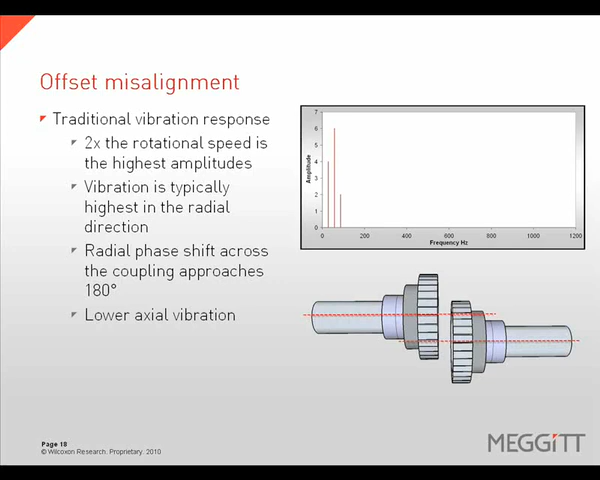 Offset misalignment
Traditional vibration response
2x the rotational speed is
the highest amplitudes
Vibration is typically
highest in the radial
direction
Radial phase shift across
the coupling approaches
180°
Lower axial vibration
7
6
5
4
3
2
1
0
Amplitude
0 200 400 600 800 1000 1200
Frequency Hz
Page 18
© Wilcoxon Research. Proprietary. 2010
MEGGITT